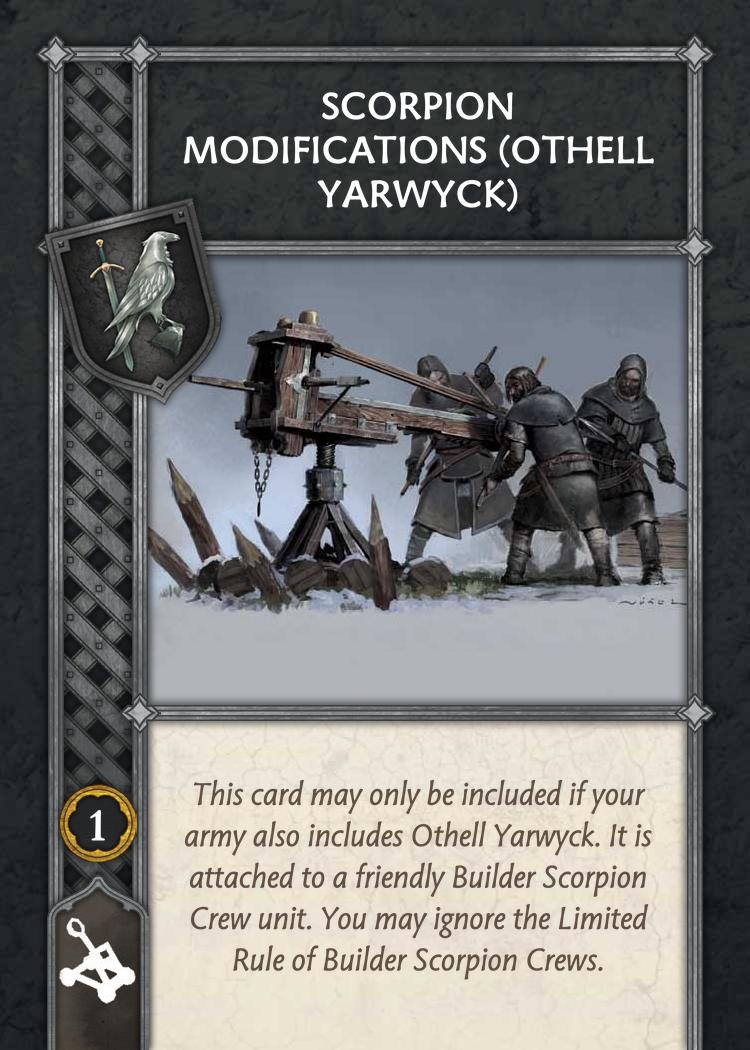 SCORPION
MODIFICATIONS (OTHELL
YARWYCK)
1
This card may only be included if your
army also includes Othell Yarwyck. It is
attached to a friendly Builder Scorpion
Crew unit. You may ignore the Limited
Rule of Builder Scorpion Crews.